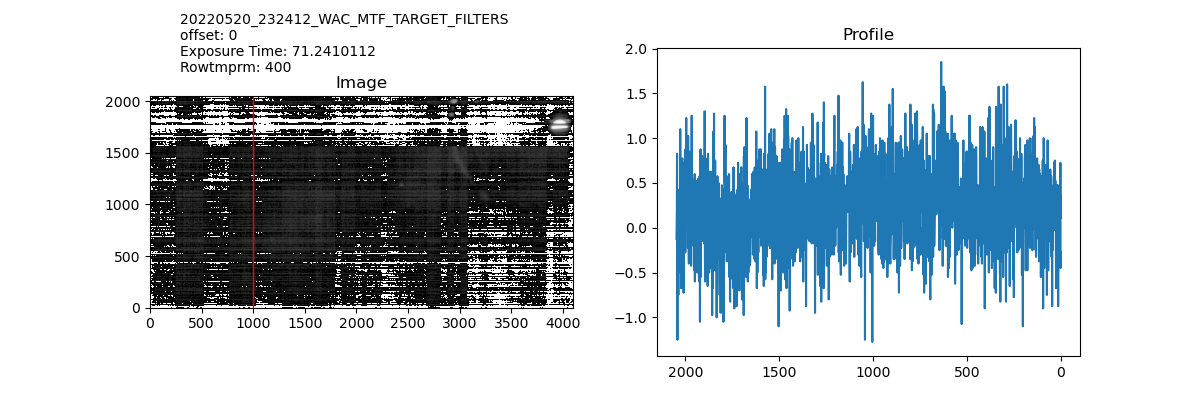 20220520_232412_WAC_MTF_TARGET_FILTERS
offset: 0
Exposure Time: 71.2410112
Rowtmprm: 400
Image
2000
1500
1000
500
0
0 500 1000 1500 2000 2500 3000 3500 4000
Profile
2.0
1.5
1.0
0.5
0.0
−0.5
−1.0
2000 1500 1000 500 0